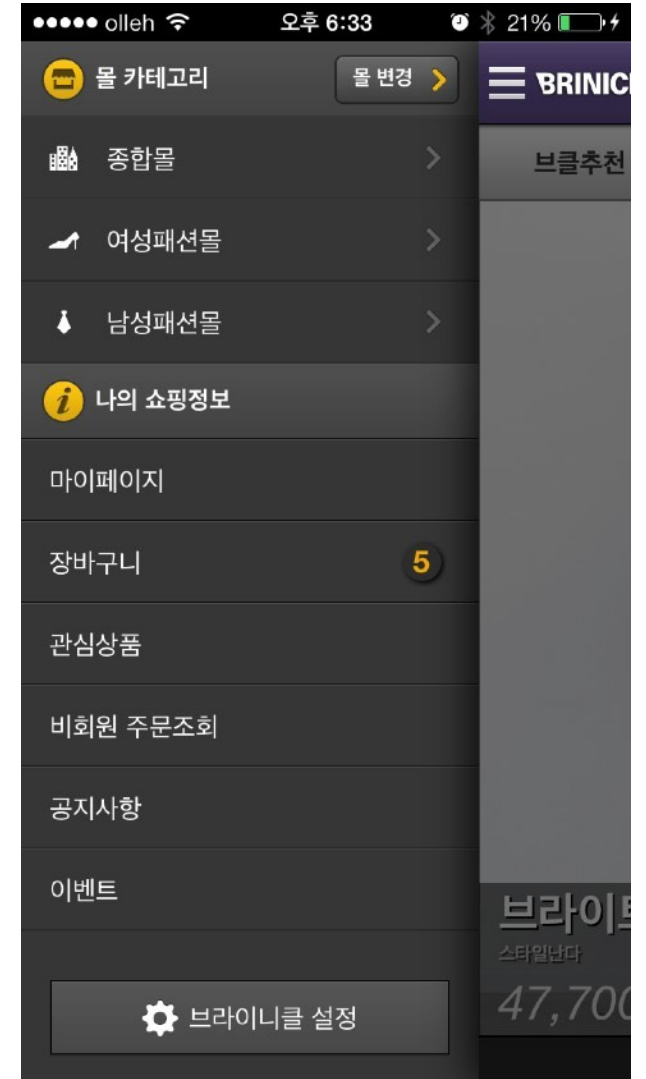 olleh 오후 6:33 21%
몰 카테고리 몰 변경
종합몰
여성패션몰
남성패션몰
나의 쇼핑정보
마이페이지
장바구니 5
관심상품
비회원 주문조회
공지사항
이벤트
브라이니클 설정
BRINIC
브클추천
브라이트
스타일난다
47,700